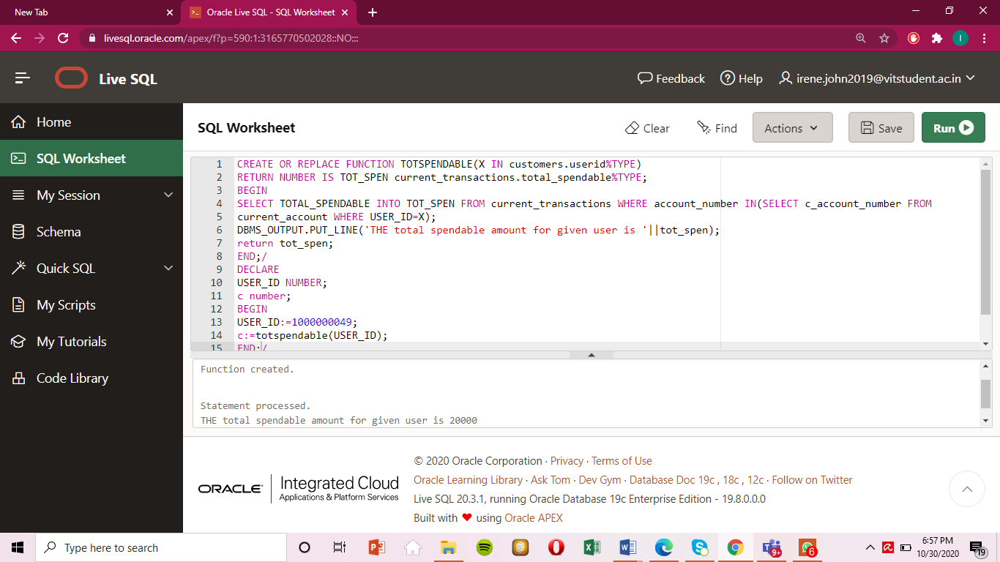 New Tab
Oracle Live SQL - SQL Worksheet
livesql.oracle.com/apex/f?p=590:1:3165770502028::NO:::
I
Live SQL
Feedback
Help
irene.john2019@vitstudent.ac.in
Home
SQL Worksheet
My Session
Schema
Quick SQL
My Scripts
My Tutorials
Code Library
SQL Worksheet
Clear
Find
Actions
Save
Run
1 CREATE OR REPLACE FUNCTION TOTSPENDABLE(X IN customers.userid%TYPE)
2 RETURN NUMBER IS TOT_SPEN current_transactions.total_spendable%TYPE;
3 BEGIN
4 SELECT TOTAL_SPENDABLE INTO TOT_SPEN FROM current_transactions WHERE account_number IN(SELECT c_account_number FROM
5 current_account WHERE USER_ID=X);
6 DBMS_OUTPUT.PUT_LINE('THE total spendable amount for given user is '||tot_spen);
7 return tot_spen;
8 END;/
9 DECLARE
10 USER_ID NUMBER;
11 c number;
12 BEGIN
13 USER_ID:=1000000049;
14 c:=totspendable(USER_ID);
15 END;/
Function created.
Statement processed.
THE total spendable amount for given user is 20000
ORACLE
Integrated Cloud
Applications & Platform Services
© 2020 Oracle Corporation · Privacy · Terms of Use
Oracle Learning Library · Ask Tom · Dev Gym · Database Doc 19c, 18c, 12c · Follow on Twitter
Live SQL 20.3.1, running Oracle Database 19c Enterprise Edition - 19.8.0.0.0
Built with ❤ using Oracle APEX
Type here to search
9+
6
6:57 PM
10/30/2020
19